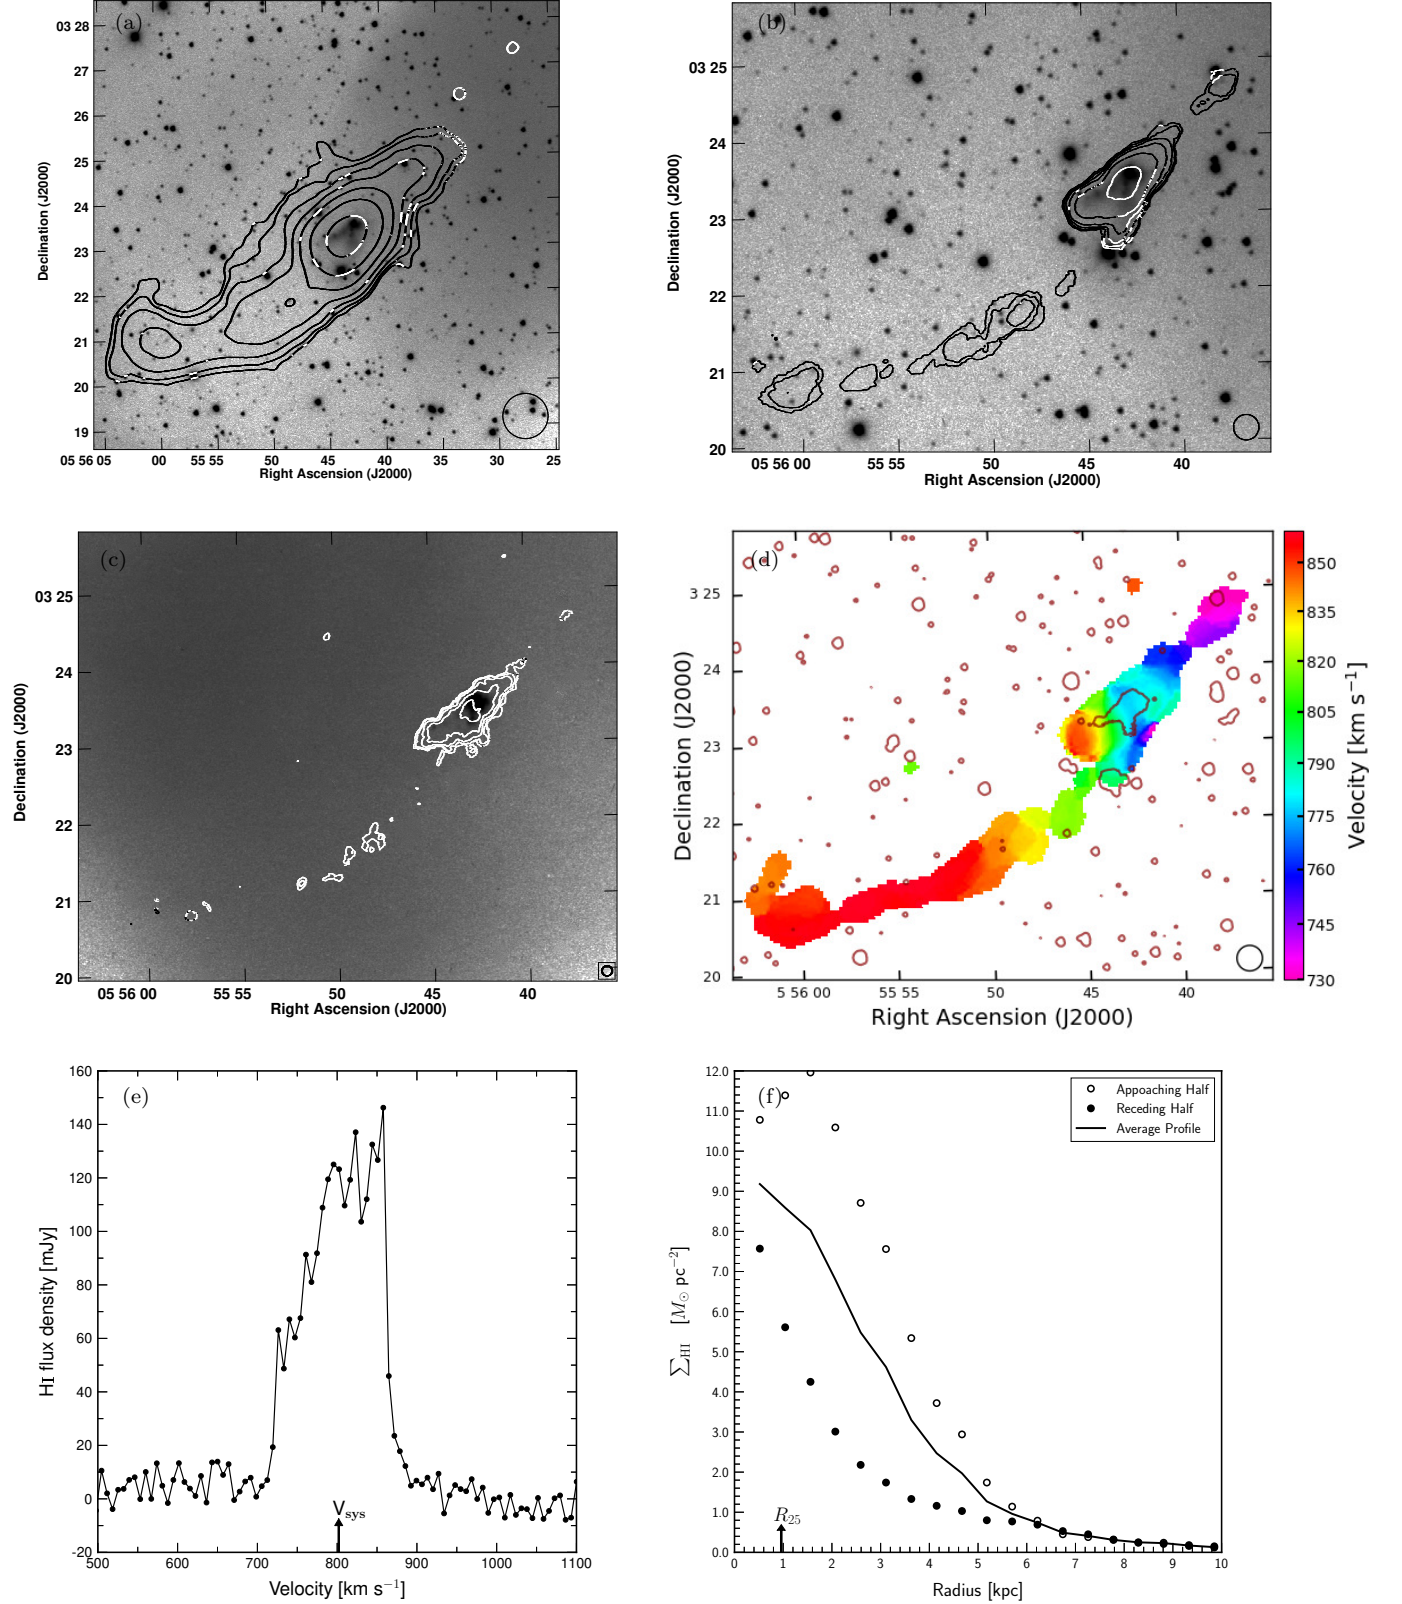 (a)
03 28
27
26
25
24
23
22
21
20
19
Declination (J2000)
05 56 05 00 05 55 55 50 45 40 35 30 25
Right Ascension (J2000)
(b)
03 25
24
23
22
21
20
Declination (J2000)
05 56 00 05 55 55 50 45 40
Right Ascension (J2000)
(c)
03 25
24
23
22
21
20
Declination (J2000)
05 56 00 05 55 55 50 45 40
Right Ascension (J2000)
(d)
3 25
24
23
22
21
20
Declination (J2000)
5 56 00 5 55 55 50 45 40
Right Ascension (J2000)
850
835
820
805
790
775
760
745
730
Velocity [km s⁻¹]
(e)
160
140
120
100
80
60
40
20
0
-20
HI flux density [mJy]
V_sys
500 600 700 800 900 1000 1100
Velocity [km s⁻¹]
(f)
12.0
11.0
10.0
9.0
8.0
7.0
6.0
5.0
4.0
3.0
2.0
1.0
0.0
∑_HI [M_⊙ pc⁻²]
Appoaching Half
Receding Half
Average Profile
R_25
0 1 2 3 4 5 6 7 8 9 10
Radius [kpc]